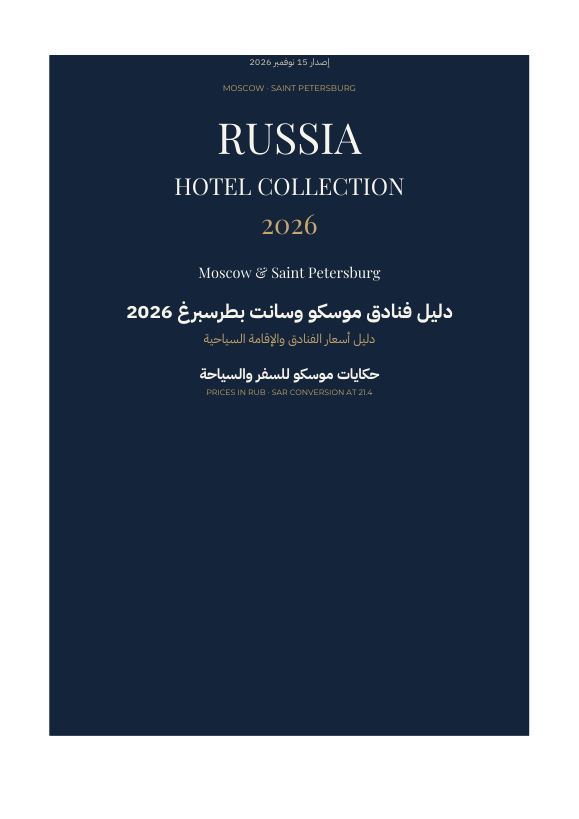 إصدار 15 نوفمبر 2026
MOSCOW · SAINT PETERSBURG
RUSSIA
HOTEL COLLECTION
2026
Moscow & Saint Petersburg
دليل فنادق موسكو وسانت بطرسبرغ 2026
دليل أسعار الفنادق والإقامة السياحية
حكايات موسكو للسفر والسياحة
PRICES IN RUB · SAR CONVERSION AT 21.4